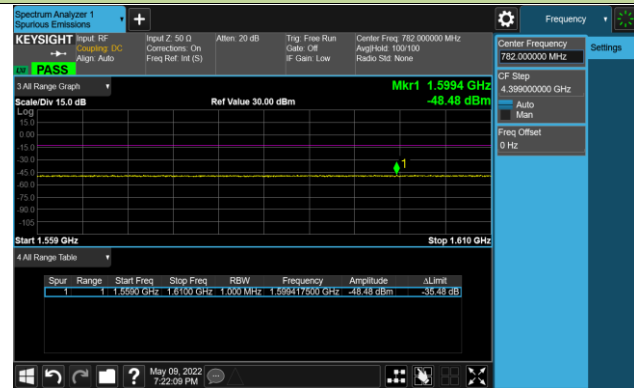 Spectrum Analyzer 1
Spurious Emissions
Frequency
KEYSIGHT
Input: RF
Coupling: DC
Align: Auto
Input Z: 50 Ω
Corrections: On
Freq Ref: Int (S)
Atten: 20 dB
Trig: Free Run
Gate: Off
IF Gain: Low
Center Freq: 782.000000 MHz
Avg|Hold: 100/100
Radio Std: None
LXI
PASS
Center Frequency
782.000000 MHz
Settings
CF Step
4.399000000 GHz
Auto
Man
Freq Offset
0 Hz
3 All Range Graph
Mkr1 1.5994 GHz
Scale/Div 15.0 dB
Ref Value 30.00 dBm
-48.48 dBm
Log
15.0
0.00
-15.0
-30.0
-45.0
-60.0
-75.0
-90.0
-105
1
Start 1.559 GHz
Stop 1.610 GHz
4 All Range Table
Spur Range Start Freq Stop Freq RBW Frequency Amplitude ΔLimit
1 1 1.5590 GHz 1.6100 GHz 1.000 MHz 1.599417500 GHz -48.48 dBm -35.48 dB
?
May 09, 2022
7:22:09 PM